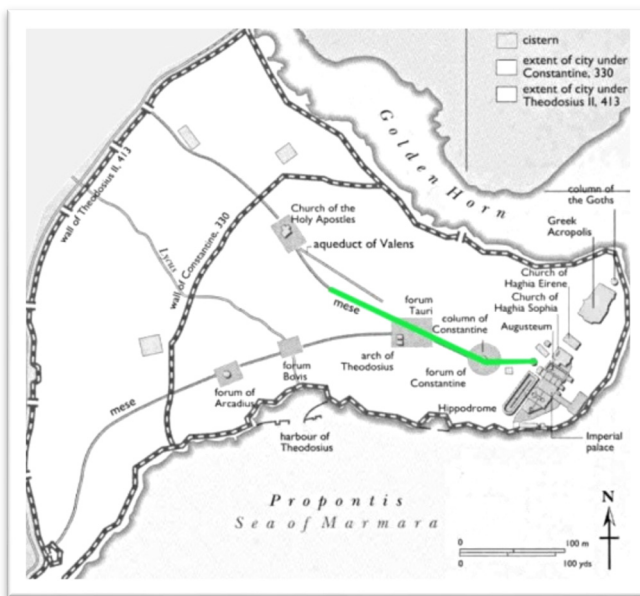 cistern
extent of city under
Constantine, 330
extent of city under
Theodosius II, 413
Golden Horn
column of
the Goths
Greek
Acropolis
wall of Theodosius II, 413
Church of the
Holy Apostles
wall of Constantine, 330
aqueduct of Valens
Lycus
Church of
Haghia Eirene
Church of
Haghia Sophia
mese
forum
Tauri
column of
Constantine
Augusteum
arch of
Theodosius
forum
Bovis
forum of
Constantine
forum of
Arcadius
mese
Hippodrome
harbour of
Theodosius
Imperial
palace
Propontis
Sea of Marmara
N
0 100 m
0 100 yds